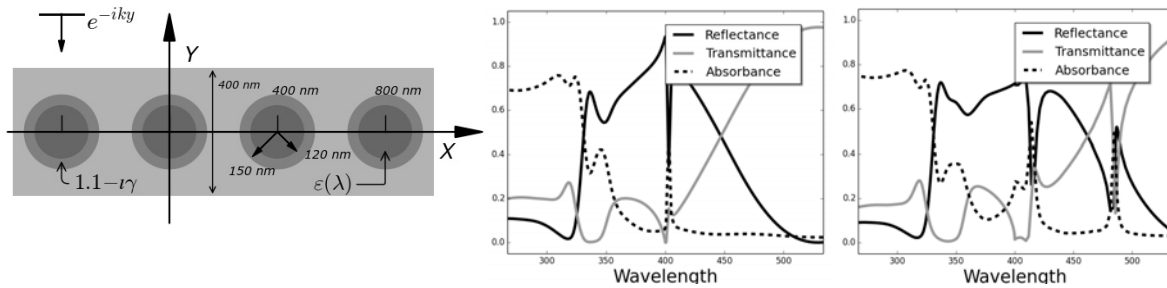 e^{-iky}
Y
400 nm
400 nm
800 nm
X
150 nm
120 nm
1.1−ıγ
ε(λ)
Reflectance
Transmittance
Absorbance
1.0
0.8
0.6
0.4
0.2
0.0
300 350 400 450 500
Wavelength
Reflectance
Transmittance
Absorbance
1.0
0.8
0.6
0.4
0.2
0.0
300 350 400 450 500
Wavelength